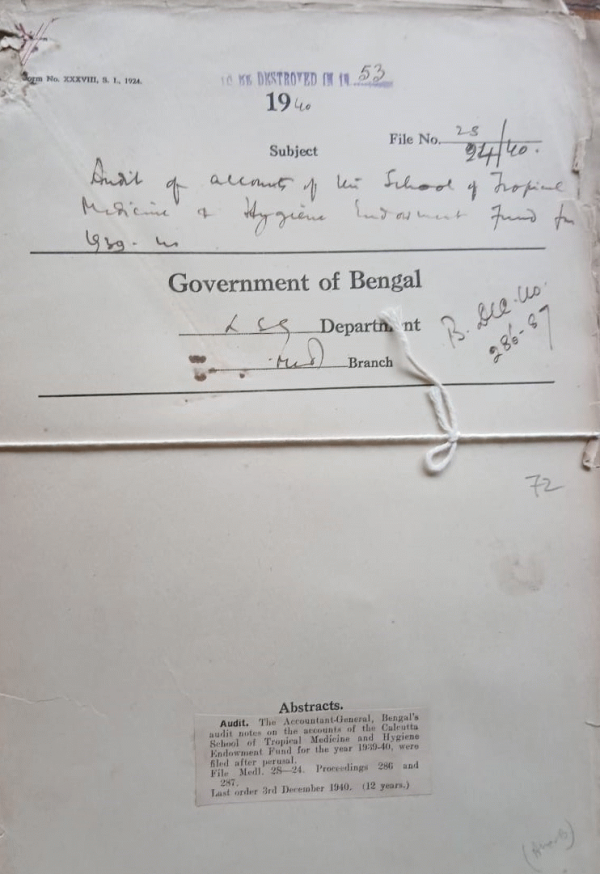 Form No. XXXVIII, S. I., 1924.
TO BE DESTROYED IN 19 53
1940
File No. 28/24/40.
Subject
Audit of accounts of the School of Tropical
Medicine & Hygiene Endowment Fund for
1939-40
Government of Bengal
L S G Department
Medl Branch
B. Dec. 40.
286-87
72
Abstracts.
Audit. The Accountant-General, Bengal's
audit notes on the accounts of the Calcutta
School of Tropical Medicine and Hygiene
Endowment Fund for the year 1939-40, were
filed after perusal.
File Medl. 28—24. Proceedings 286 and
287.
Last order 3rd December 1940. (12 years.)